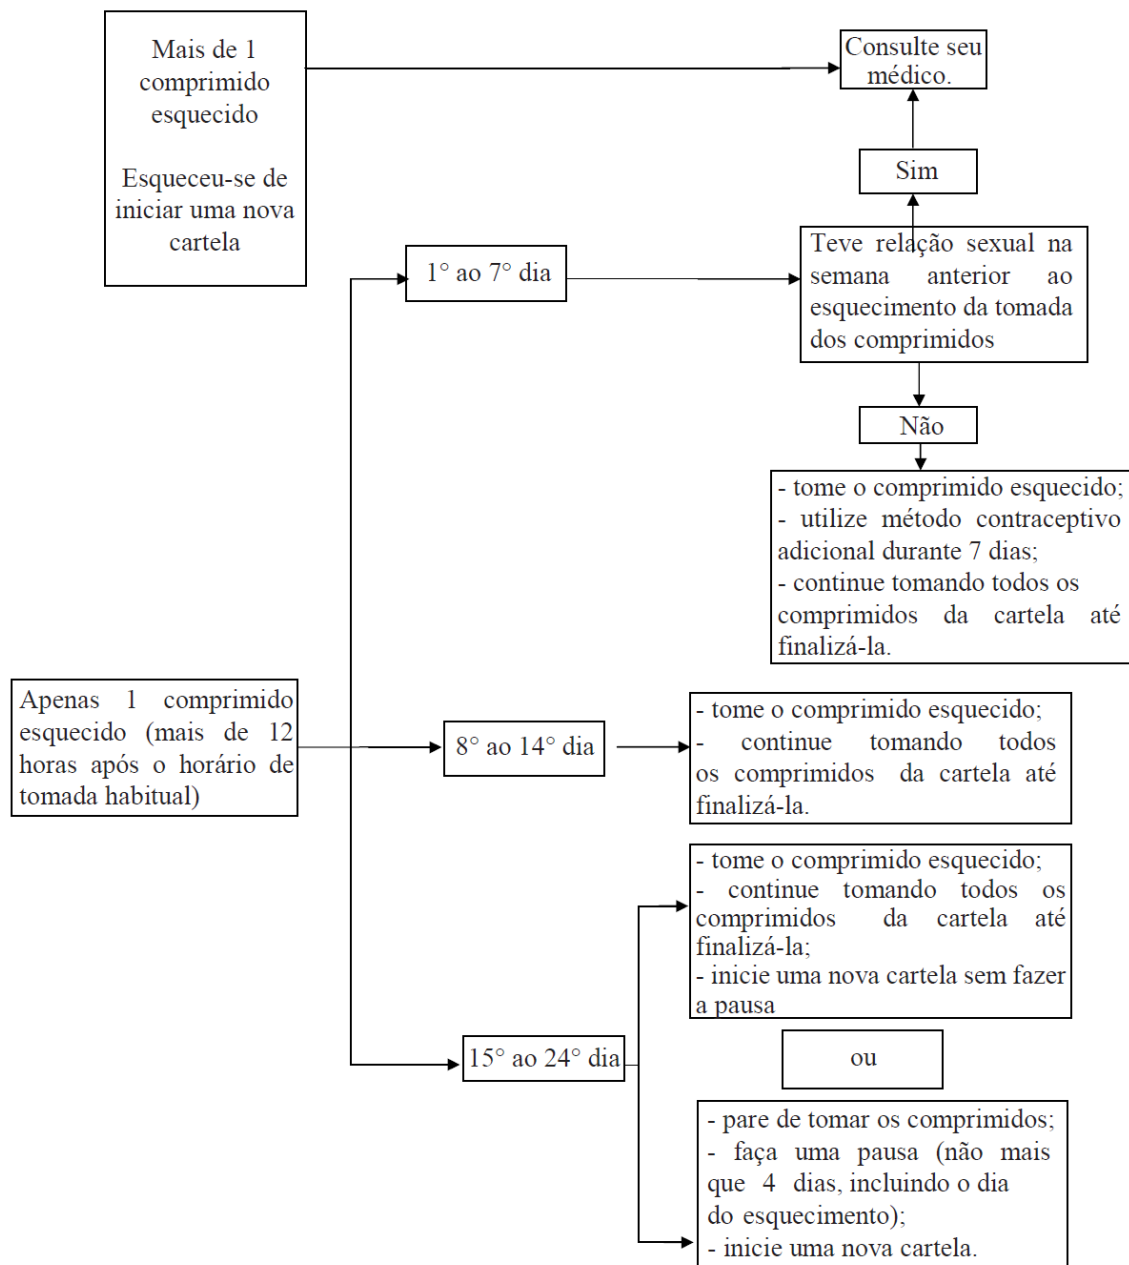 Mais de 1
comprimido
esquecido
Esqueceu-se de
iniciar uma nova
cartela
Consulte seu
médico.
Sim
1° ao 7° dia
Teve relação sexual na
semana anterior ao
esquecimento da tomada
dos comprimidos
Não
- tome o comprimido esquecido;
- utilize método contraceptivo
adicional durante 7 dias;
- continue tomando todos os
comprimidos da cartela até
finalizá-la.
Apenas 1 comprimido
esquecido (mais de 12
horas após o horário de
tomada habitual)
8° ao 14° dia
- tome o comprimido esquecido;
- continue tomando todos
os comprimidos da cartela até
finalizá-la.
15° ao 24° dia
- tome o comprimido esquecido;
- continue tomando todos os
comprimidos da cartela até
finalizá-la;
- inicie uma nova cartela sem fazer
a pausa
ou
- pare de tomar os comprimidos;
- faça uma pausa (não mais
que 4 dias, incluindo o dia
do esquecimento);
- inicie uma nova cartela.